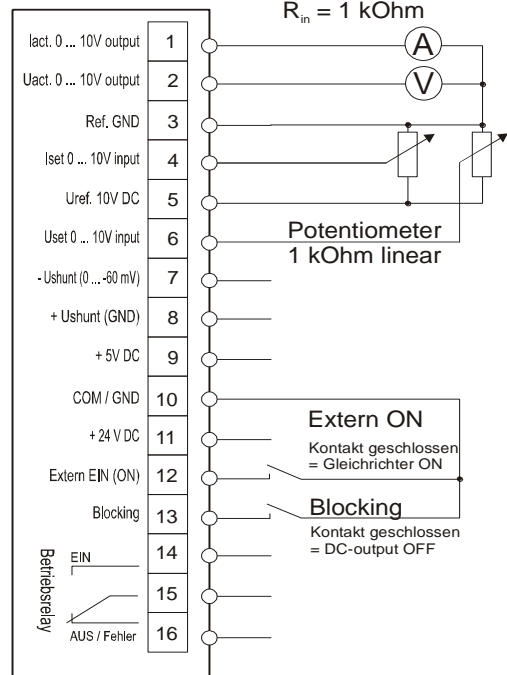 R_in = 1 kOhm
Iact. 0 ... 10V output 1 A
Uact. 0 ... 10V output 2 V
Ref. GND 3
Iset 0 ... 10V input 4
Uref. 10V DC 5
Uset 0 ... 10V input 6
Potentiometer
1 kOhm linear
- Ushunt (0 ... -60 mV) 7
+ Ushunt (GND) 8
+ 5V DC 9
COM / GND 10
+ 24 V DC 11
Extern EIN (ON) 12
Extern ON
Kontakt geschlossen
= Gleichrichter ON
Blocking 13
Blocking
Kontakt geschlossen
= DC-output OFF
Betriebsrelay
EIN 14
15
AUS / Fehler 16